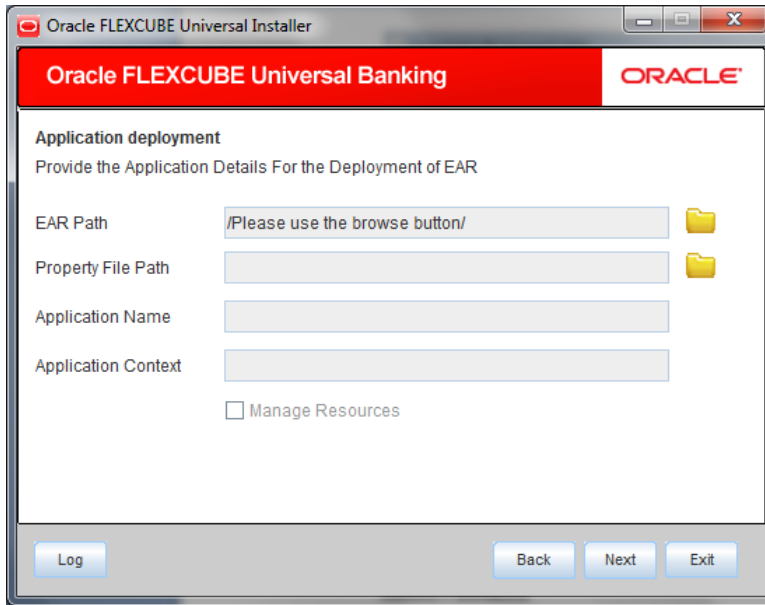 Oracle FLEXCUBE Universal Installer
Oracle FLEXCUBE Universal Banking
ORACLE
Application deployment
Provide the Application Details For the Deployment of EAR
EAR Path /Please use the browse button/
Property File Path
Application Name
Application Context
Manage Resources
Log Back Next Exit